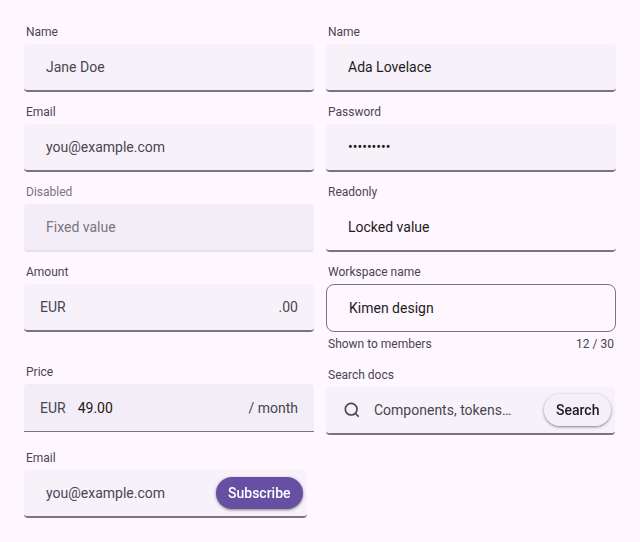 Name
Jane Doe
Name
Ada Lovelace
Email
you@example.com
Password
•••••••••
Disabled
Fixed value
Readonly
Locked value
Amount
EUR .00
Workspace name
Kimen design
Shown to members 12 / 30
Price
EUR 49.00 / month
Search docs
Components, tokens... Search
Email
you@example.com Subscribe